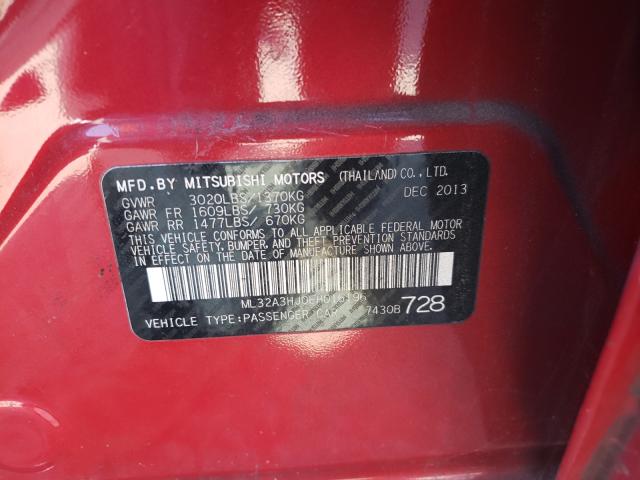 MFD.BY MITSUBISHI MOTORS (THAILAND) CO., LTD.
GVWR 3020LBS/1370KG DEC 2013
GAWR FR 1609LBS/ 730KG
GAWR RR 1477LBS/ 670KG
THIS VEHICLE CONFORMS TO ALL APPLICABLE FEDERAL MOTOR
VEHICLE SAFETY, BUMPER, AND THEFT PREVENTION STANDARDS
IN EFFECT ON THE DATE OF MANUFACTURE SHOWN ABOVE.
VEHICLE TYPE:PASSENGER CAR 7430B 728